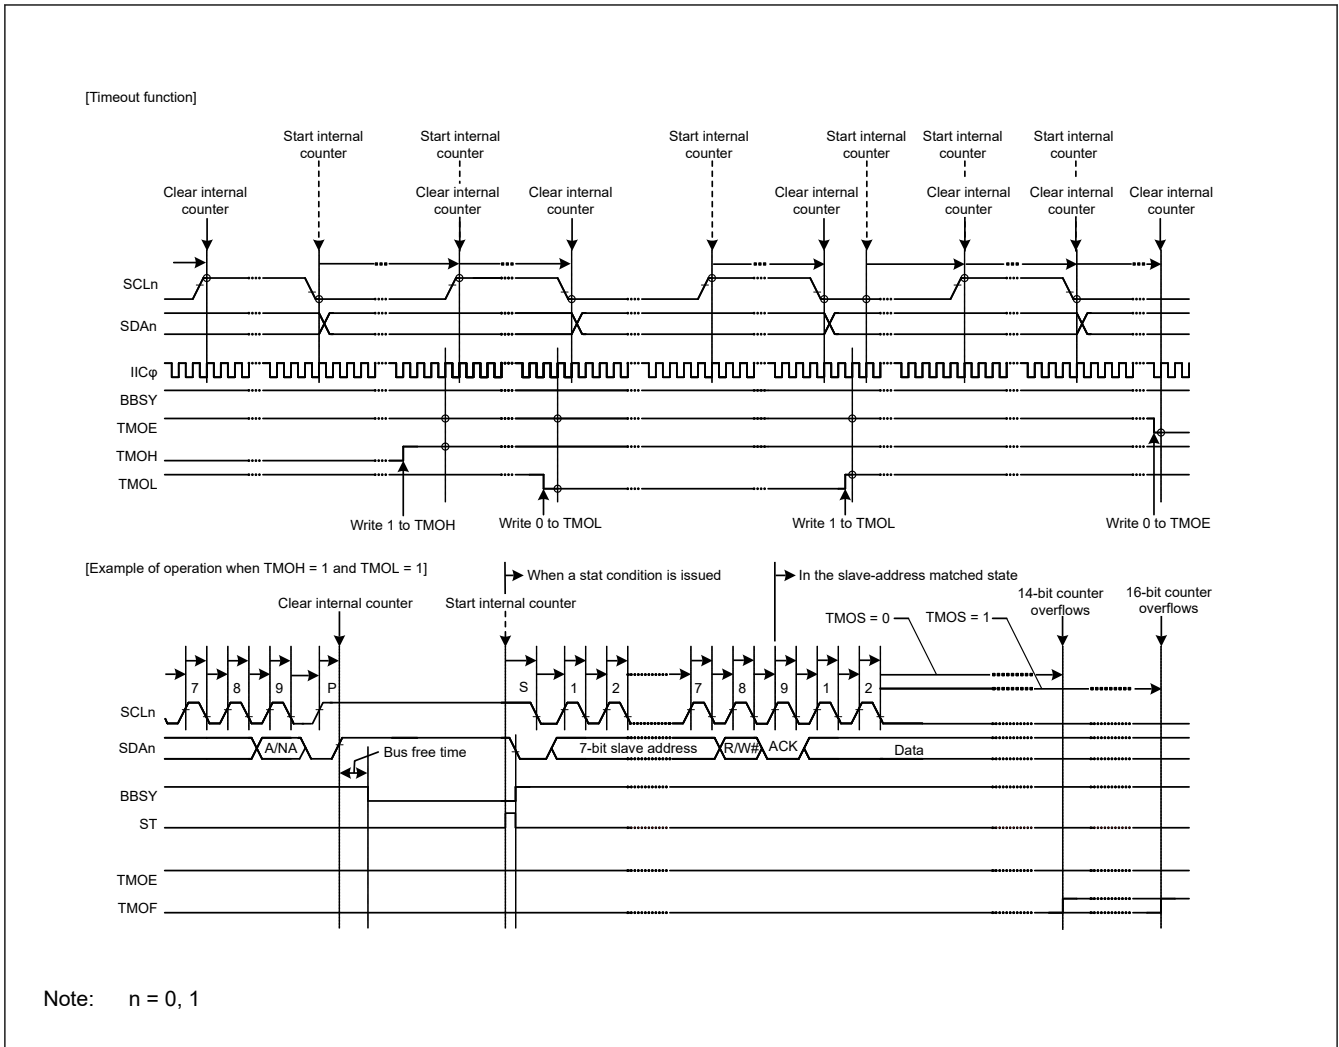 [Timeout function]
Start internal
counter
Start internal
counter
Start internal
counter
Start internal
counter
Start internal
counter
Start internal
counter
Clear internal
counter
Clear internal
counter
Clear internal
counter
Clear internal
counter
Clear internal
counter
Clear internal
counter
Clear internal
counter
SCLn
SDAn
IICφ
BBSY
TMOE
TMOH
TMOL
Write 1 to TMOH
Write 0 to TMOL
Write 1 to TMOL
Write 0 to TMOE
[Example of operation when TMOH = 1 and TMOL = 1]
When a stat condition is issued
In the slave-address matched state
Clear internal counter
Start internal counter
14-bit counter
overflows
16-bit counter
overflows
TMOS = 0
TMOS = 1
7 8 9 P S 1 2 7 8 9 1 2
SCLn
SDAn
A/NA
7-bit slave address
R/W#
ACK
Data
Bus free time
BBSY
ST
TMOE
TMOF
Note: n = 0, 1